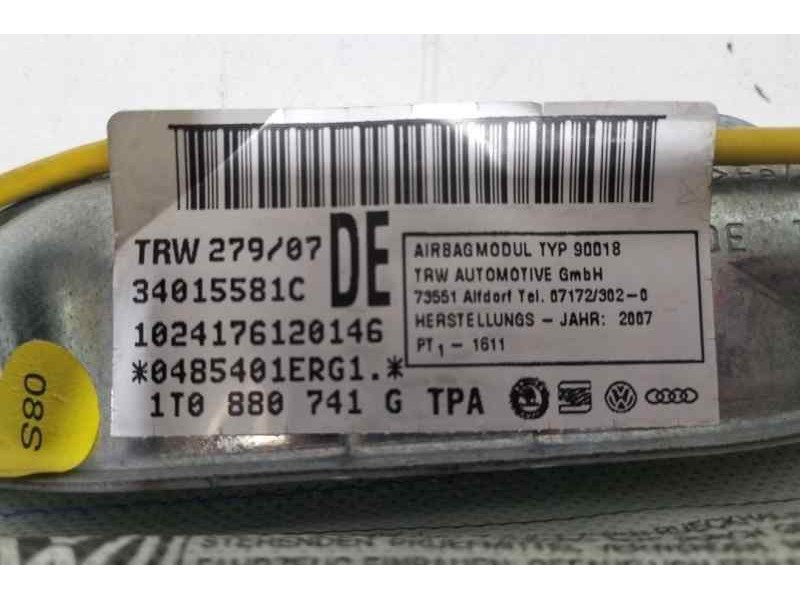 TRW 279/07 DE
34015581C
1024176120146
*0485401ERG1.*
1T0 880 741 G TPA
AIRBAGMODUL TYP 90018
TRW AUTOMOTIVE GmbH
73551 Alfdorf Tel. 07172/302-0
HERSTELLUNGS - JAHR: 2007
PT1 - 1611
08S